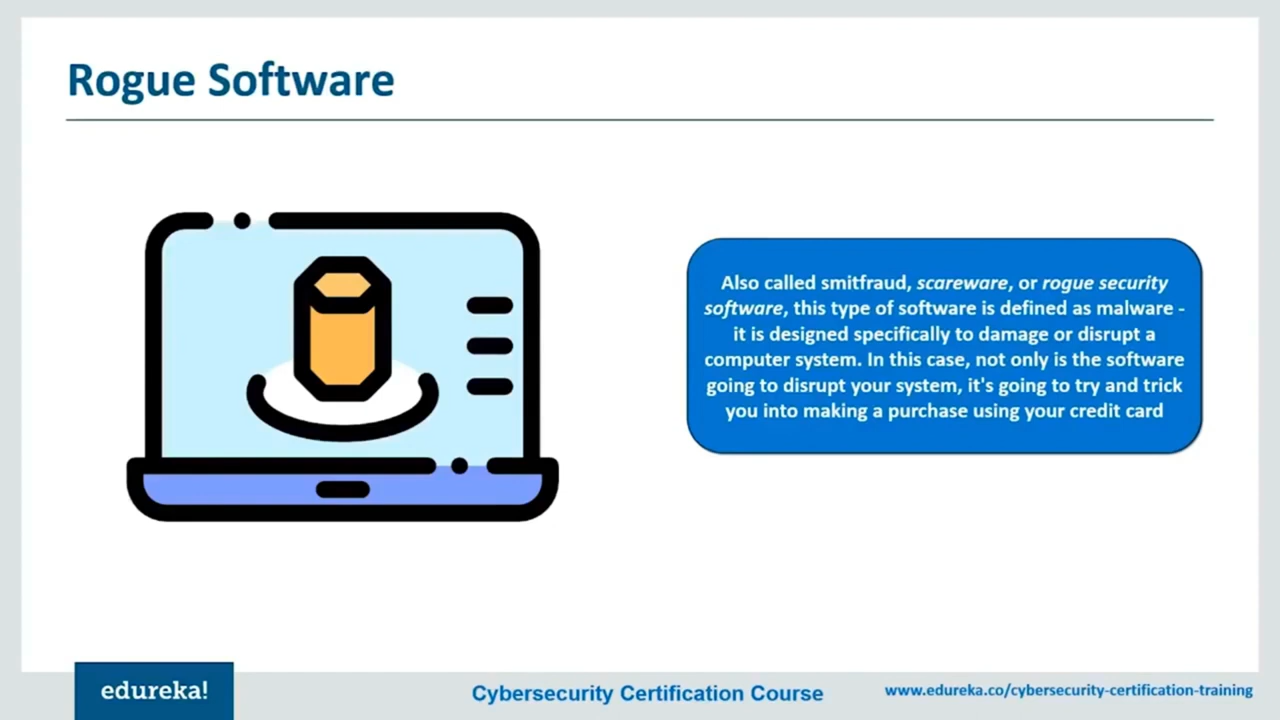 Rogue Software
Also called smitfraud, scareware, or rogue security
software, this type of software is defined as malware -
it is designed specifically to damage or disrupt a
computer system. In this case, not only is the software
going to disrupt your system, it's going to try and trick
you into making a purchase using your credit card
edureka!
Cybersecurity Certification Course
www.edureka.co/cybersecurity-certification-training